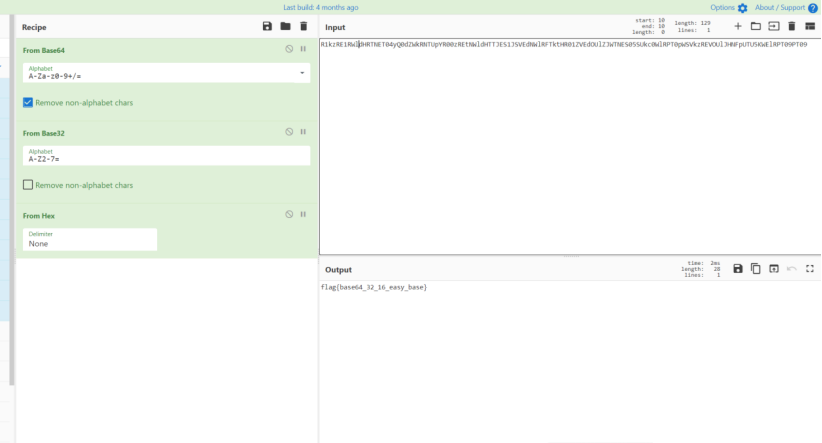 Last build: 4 months ago
Options
About / Support
Recipe
From Base64
Alphabet
A-Za-z0-9+/=
Remove non-alphabet chars
From Base32
Alphabet
A-Z2-7=
Remove non-alphabet chars
From Hex
Delimiter
None
Input
start: 10
end: 10
length: 0
length: 129
lines: 1
Output
time: 2ms
length: 28
lines: 1
flag{base64_32_16_easy_base}